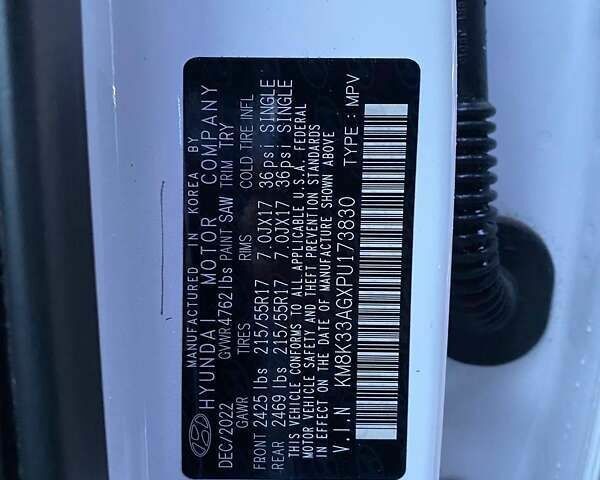 MANUFACTURED IN KOREA BY
HYUNDAI MOTOR COMPANY
DEC/2022 GVWR 4762 lbs PAINT SAW TRIM TRY
GAWR TIRES RIMS COLD TIRE INFL
FRONT 2425 lbs 215/55R17 7.0JX17 36psi SINGLE
REAR 2469 lbs 215/55R17 7.0JX17 36psi SINGLE
THIS VEHICLE CONFORMS TO ALL APPLICABLE U.S.A. FEDERAL
MOTOR VEHICLE SAFETY AND THEFT PREVENTION STANDARDS
IN EFFECT ON THE DATE OF MANUFACTURE SHOWN ABOVE
V.I.N KM8K33AGXPU173830 TYPE : MPV